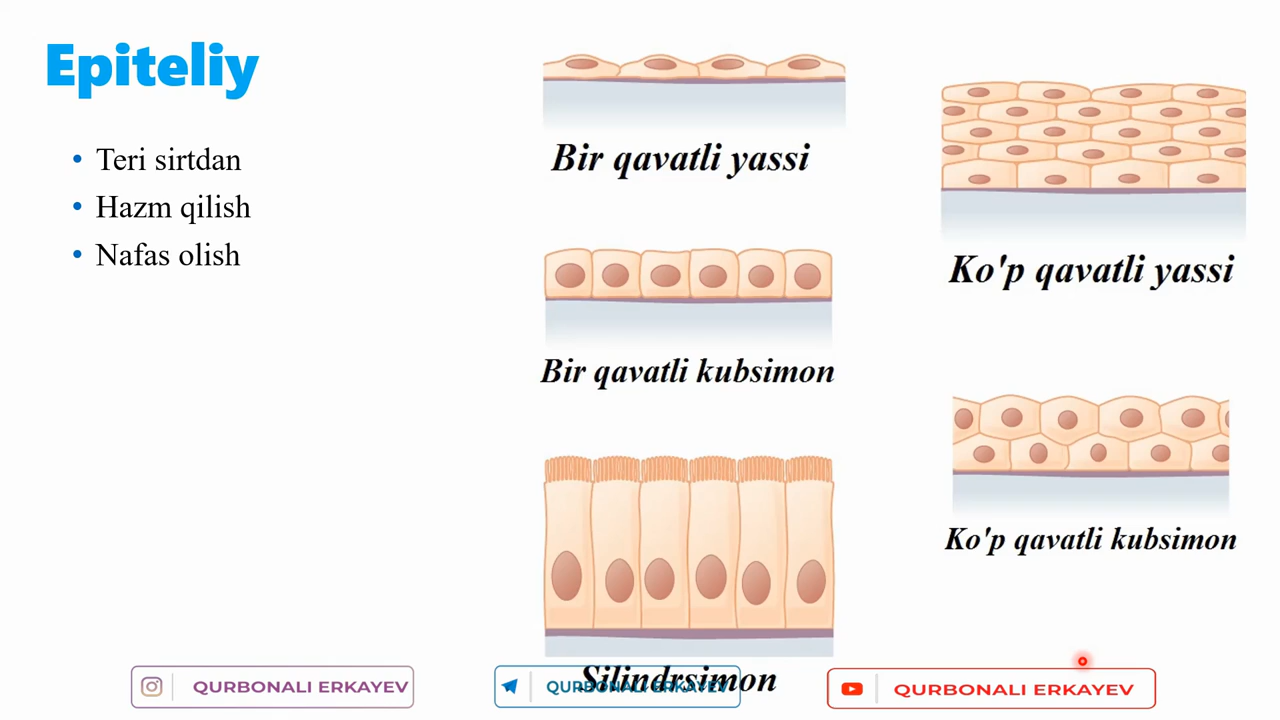 Epiteliy
• Teri sirtdan
• Hazm qilish
• Nafas olish
Bir qavatli yassi
Ko'p qavatli yassi
Bir qavatli kubsimon
Ko'p qavatli kubsimon
Silindrsimon
QURBONALI ERKAYEV
QURBONALI ERKAYEV
QURBONALI ERKAYEV